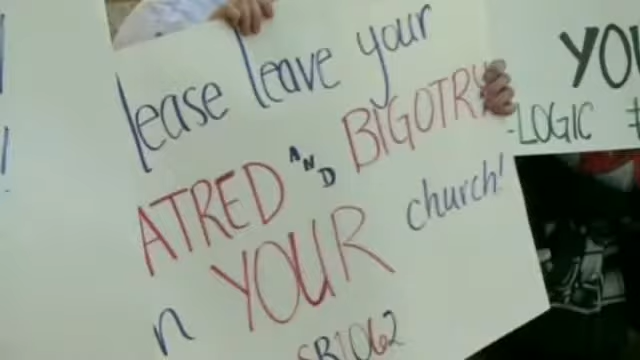 lease leave your
ATRED AND BIGOTRY
n YOUR church!
SB1062
YOU
-LOGIC